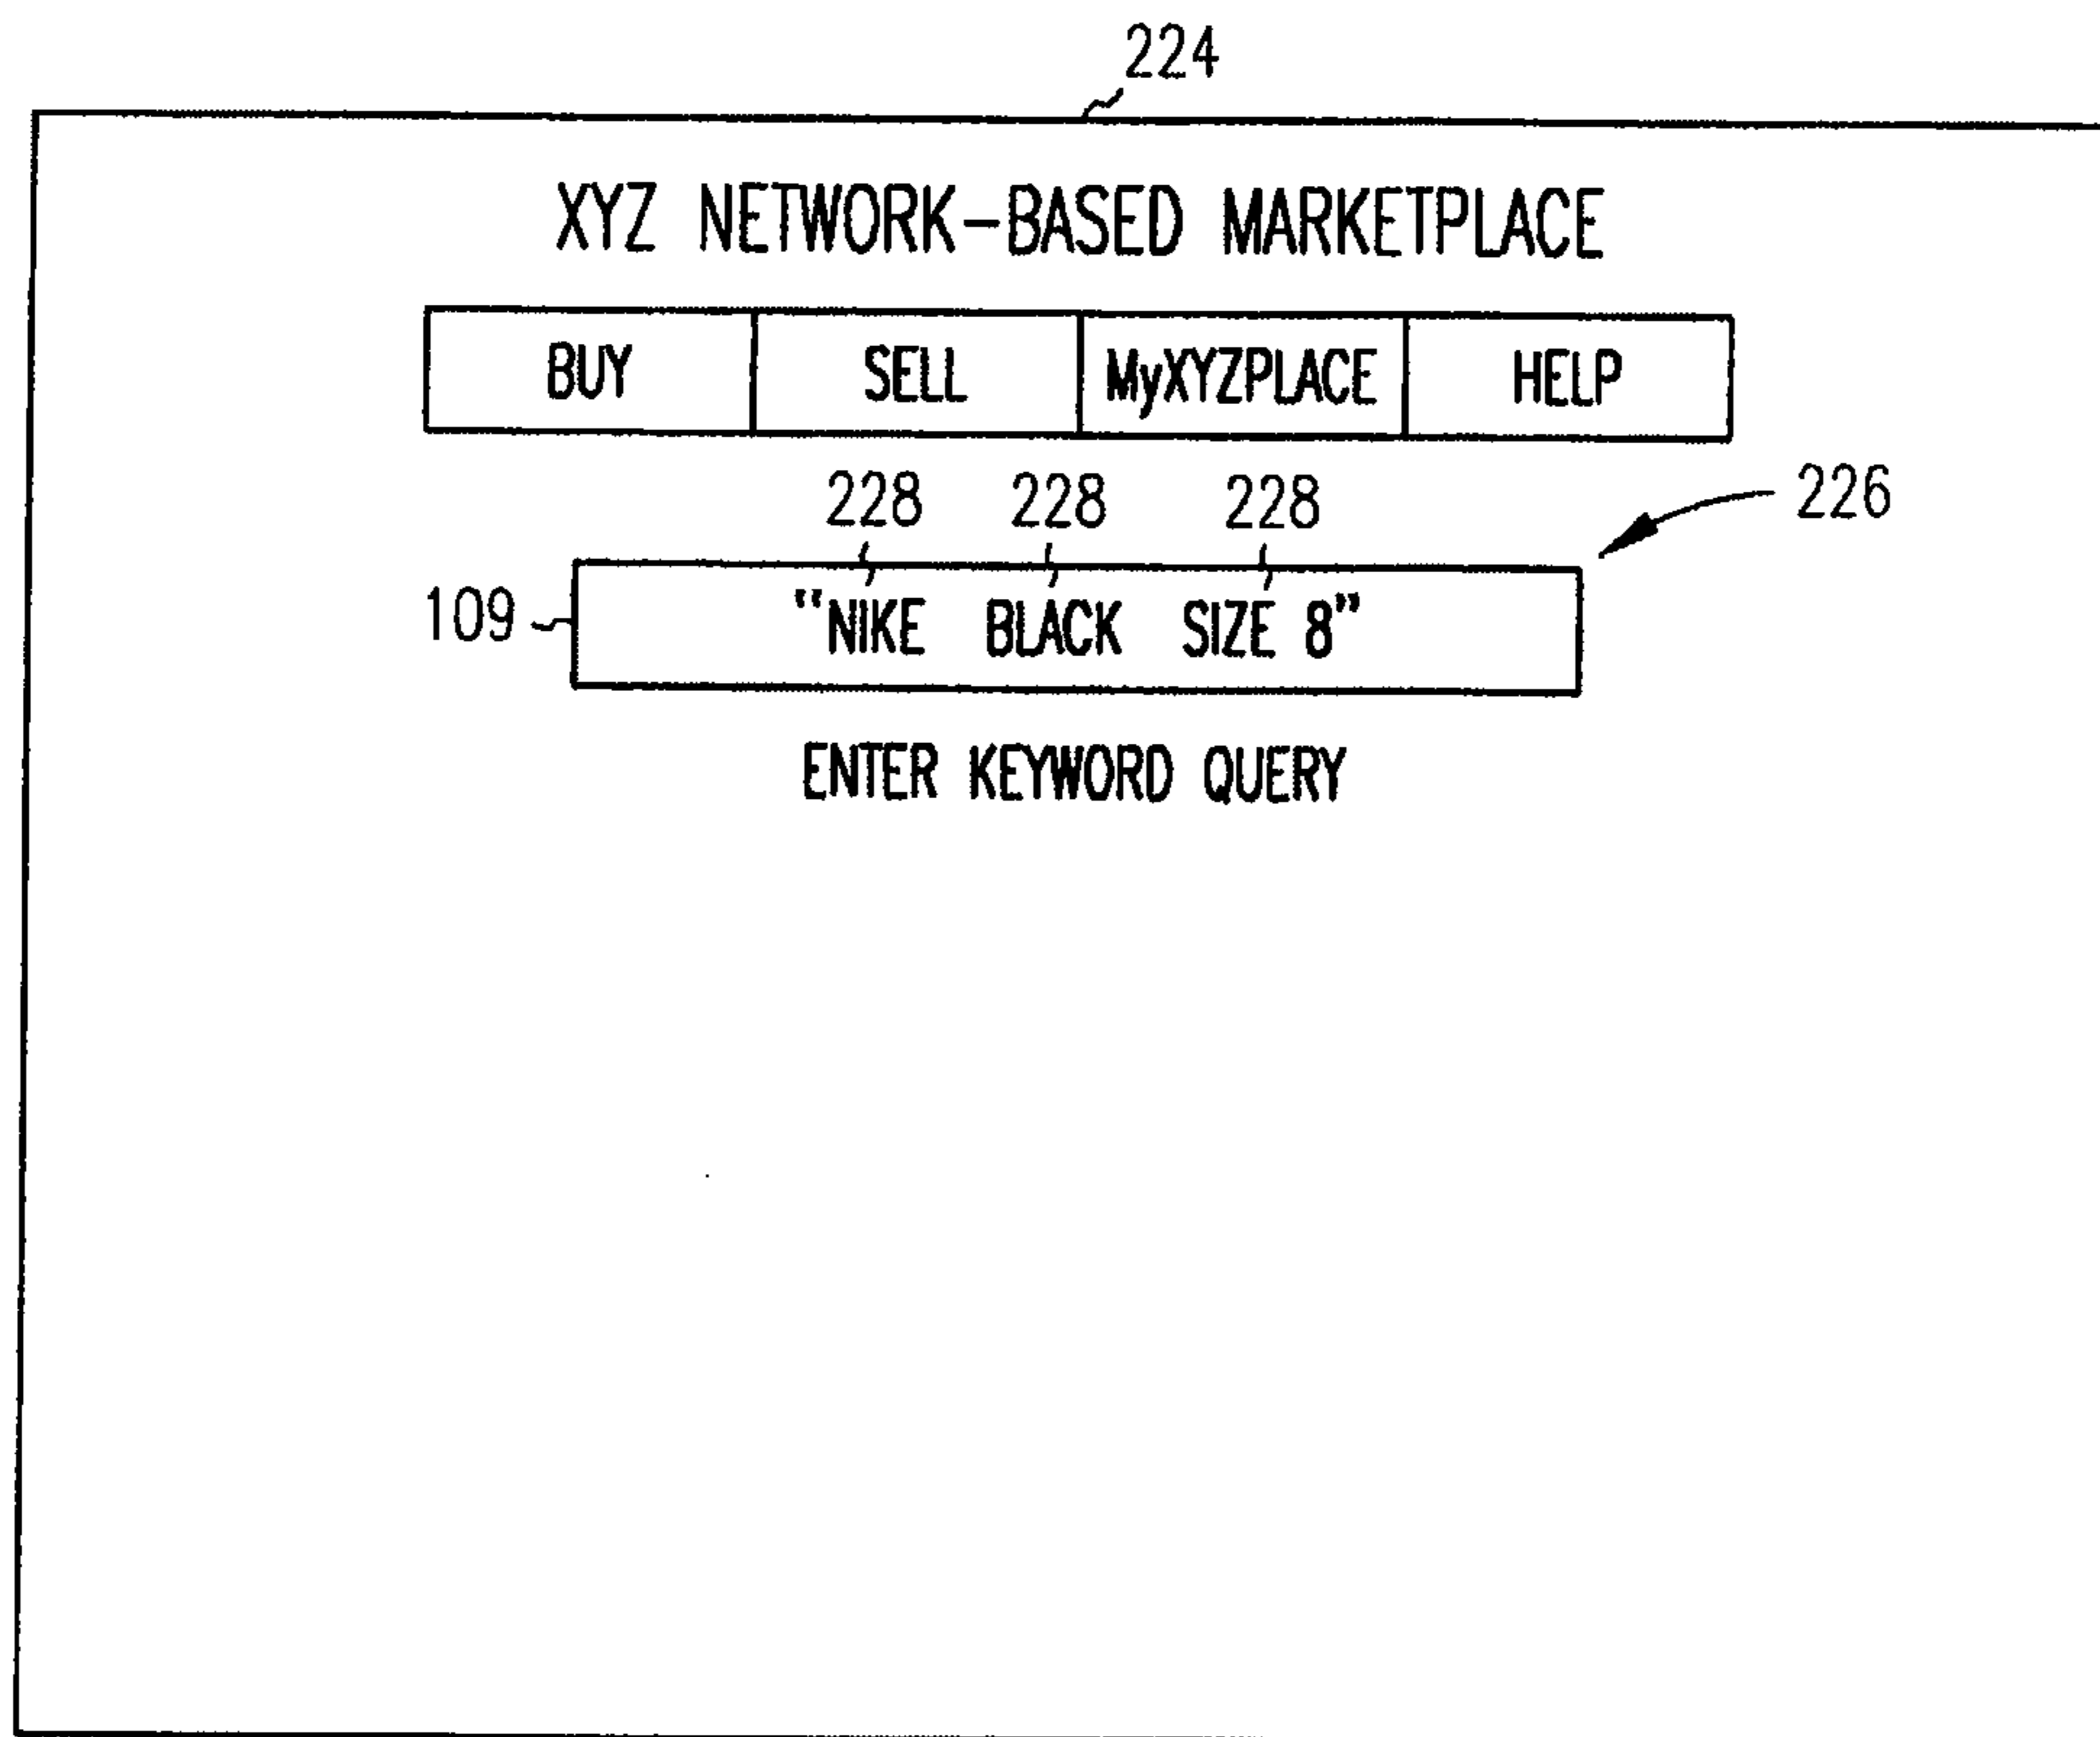 224
XYZ NETWORK-BASED MARKETPLACE
BUY SELL MyXYZPLACE HELP
228 228 228 226
109 "NIKE BLACK SIZE 8"
ENTER KEYWORD QUERY